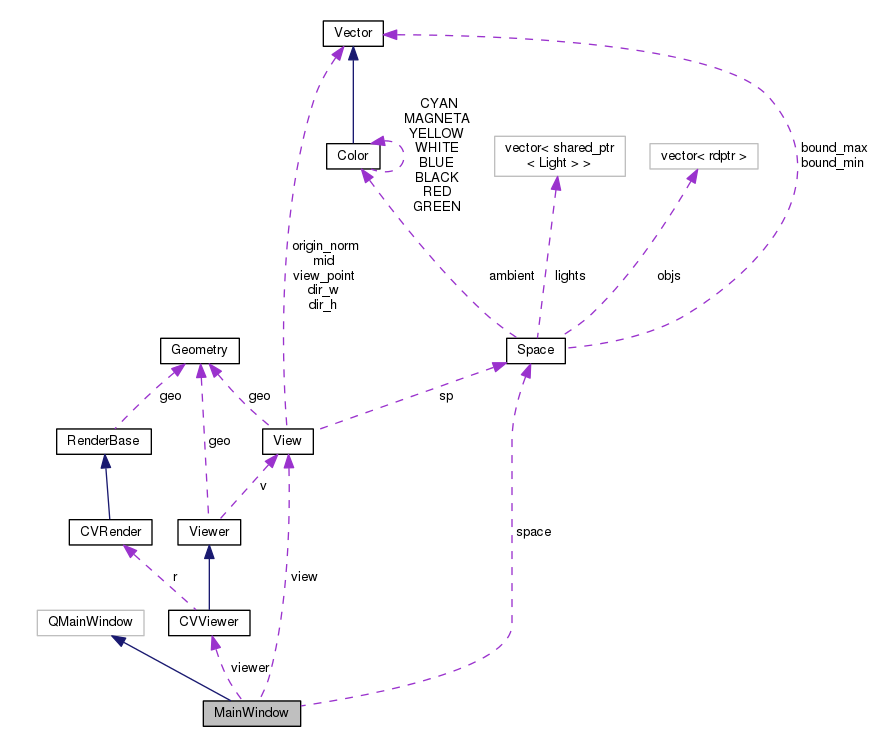 Vector
CYAN
MAGNETA
YELLOW
WHITE
BLUE
BLACK
RED
GREEN
Color
vector< shared_ptr
< Light > >
vector< rdptr >
bound_max
bound_min
origin_norm
mid
view_point
dir_w
dir_h
ambient
lights
objs
Geometry
Space
geo
geo
sp
RenderBase
geo
View
v
CVRender
Viewer
space
r
view
QMainWindow
CVViewer
viewer
MainWindow